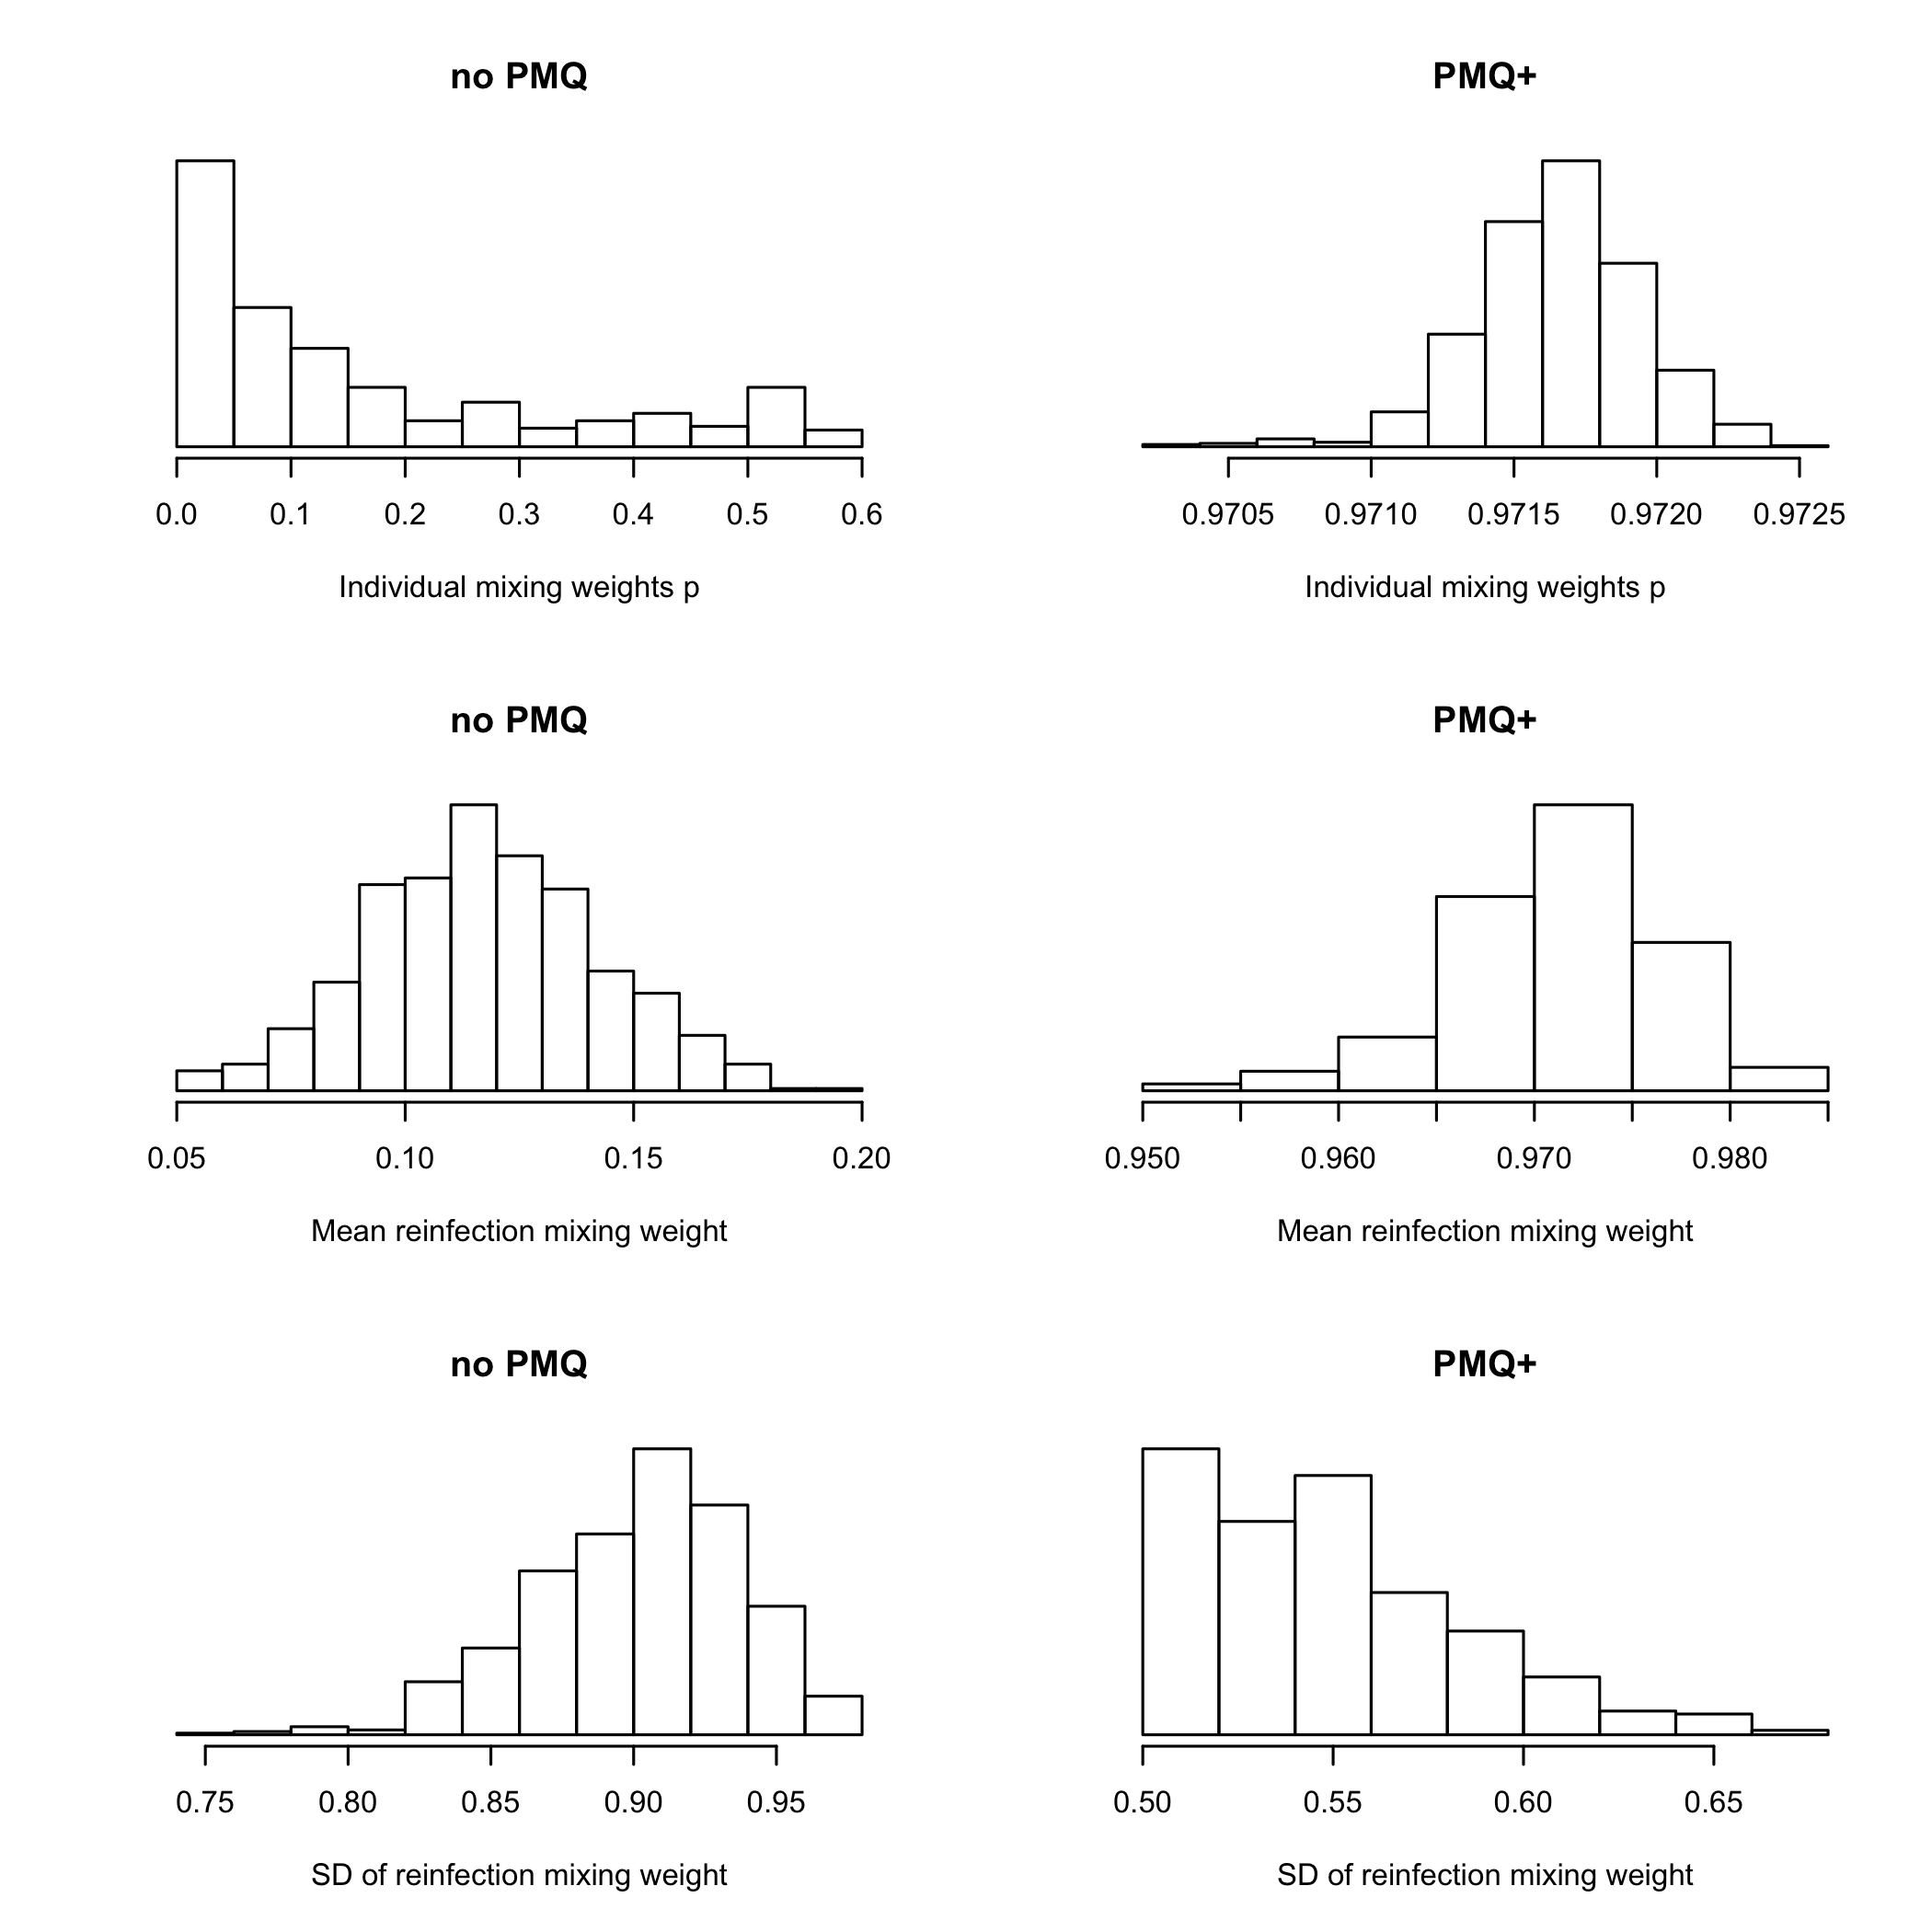 no PMQ
PMQ+
0.0 0.1 0.2 0.3 0.4 0.5 0.6
0.9705 0.9710 0.9715 0.9720 0.9725
Individual mixing weights p
Individual mixing weights p
no PMQ
PMQ+
0.05 0.10 0.15 0.20
0.950 0.960 0.970 0.980
Mean reinfection mixing weight
Mean reinfection mixing weight
no PMQ
PMQ+
0.75 0.80 0.85 0.90 0.95
0.50 0.55 0.60 0.65
SD of reinfection mixing weight
SD of reinfection mixing weight